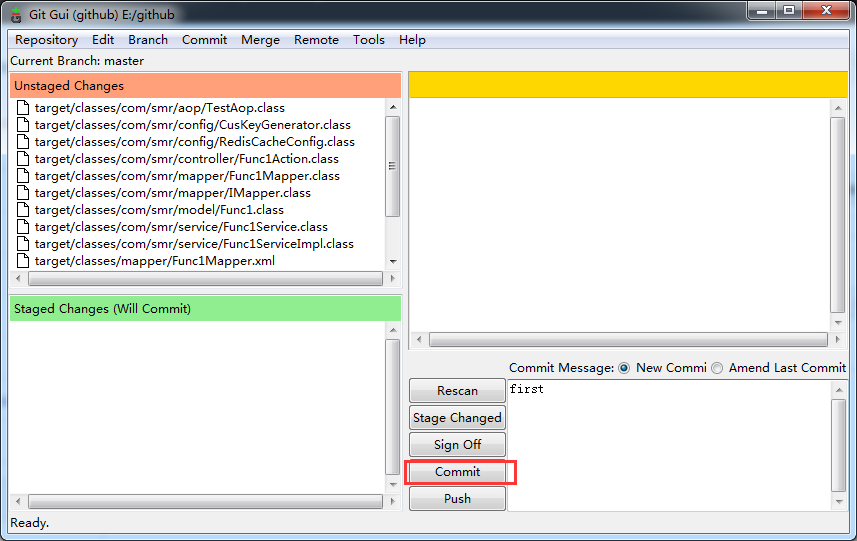 Git Gui (github) E:/github
Repository Edit Branch Commit Merge Remote Tools Help
Current Branch: master
Unstaged Changes
target/classes/com/smr/aop/TestAop.class
target/classes/com/smr/config/CusKeyGenerator.class
target/classes/com/smr/config/RedisCacheConfig.class
target/classes/com/smr/controller/Func1Action.class
target/classes/com/smr/mapper/Func1Mapper.class
target/classes/com/smr/mapper/IMapper.class
target/classes/com/smr/model/Func1.class
target/classes/com/smr/service/Func1Service.class
target/classes/com/smr/service/Func1ServiceImpl.class
target/classes/mapper/Func1Mapper.xml
Staged Changes (Will Commit)
Commit Message: New Commi Amend Last Commit
Rescan
Stage Changed
Sign Off
Commit
Push
first
Ready.